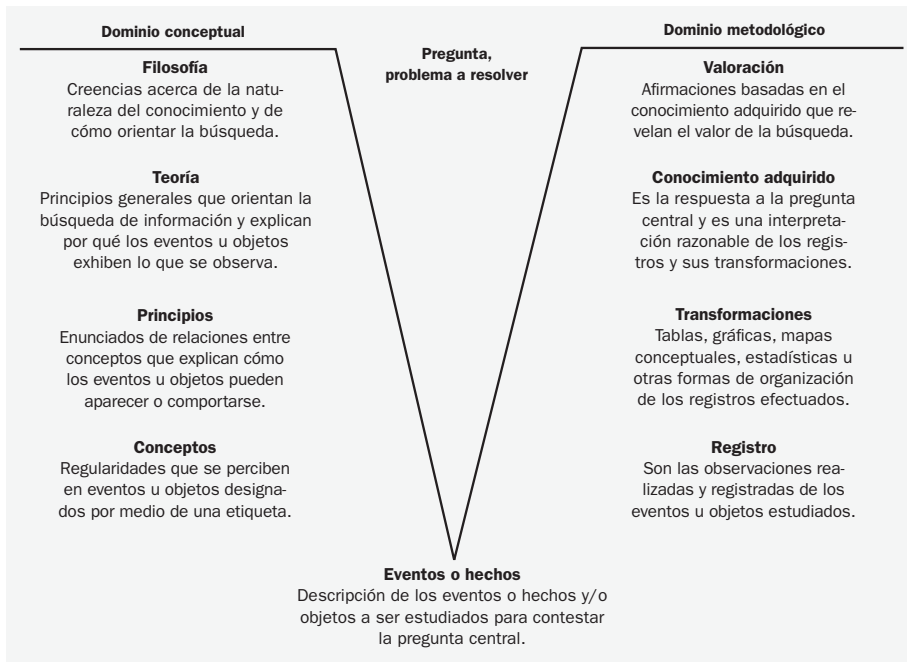 Dominio conceptual
Filosofía
Creencias acerca de la natu-
raleza del conocimiento y de
cómo orientar la búsqueda.
Teoría
Principios generales que orientan la
búsqueda de información y explican
por qué los eventos u objetos
exhiben lo que se observa.
Principios
Enunciados de relaciones entre
conceptos que explican cómo
los eventos u objetos pueden
aparecer o comportarse.
Conceptos
Regularidades que se perciben
en eventos u objetos designa-
dos por medio de una etiqueta.
Pregunta,
problema a resolver
Dominio metodológico
Valoración
Afirmaciones basadas en el
conocimiento adquirido que re-
velan el valor de la búsqueda.
Conocimiento adquirido
Es la respuesta a la pregunta
central y es una interpreta-
ción razonable de los regis-
tros y sus transformaciones.
Transformaciones
Tablas, gráficas, mapas
conceptuales, estadísticas u
otras formas de organización
de los registros efectuados.
Registro
Son las observaciones rea-
lizadas y registradas de los
eventos u objetos estudiados.
Eventos o hechos
Descripción de los eventos o hechos y/o
objetos a ser estudiados para contestar
la pregunta central.